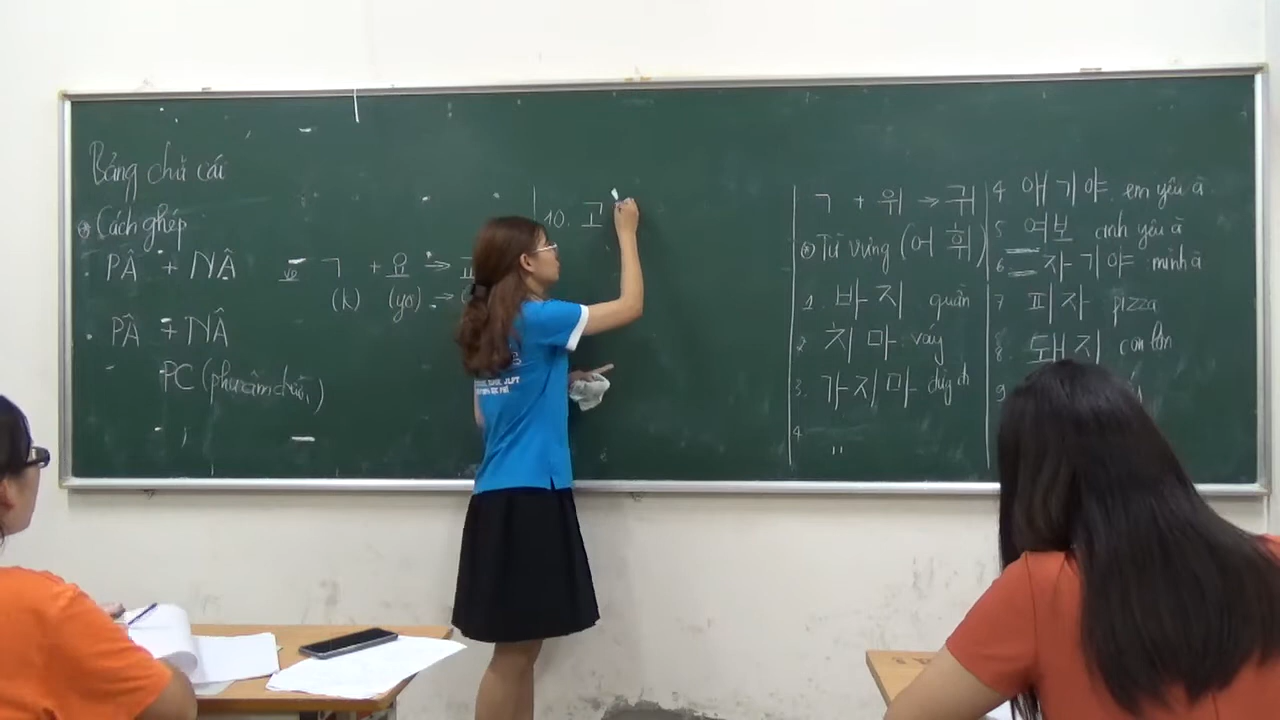 Bảng chữ cái
Cách ghép
PÂ + NÂ
VD ㄱ + 요 →
(k) (yo) →
PÂ + NÂ
PC (phụ âm
10. 고
ㄱ + 위 → 귀
Từ vựng (어 휘)
1. 바지 quần
2 치마 váy
3. 가지마 đừng đi
4
"
4 애기야 em yêu à
5 여보 anh yêu à
6 자기야 mình à
7 피자 pizza
8. 돼지 con lợn
9